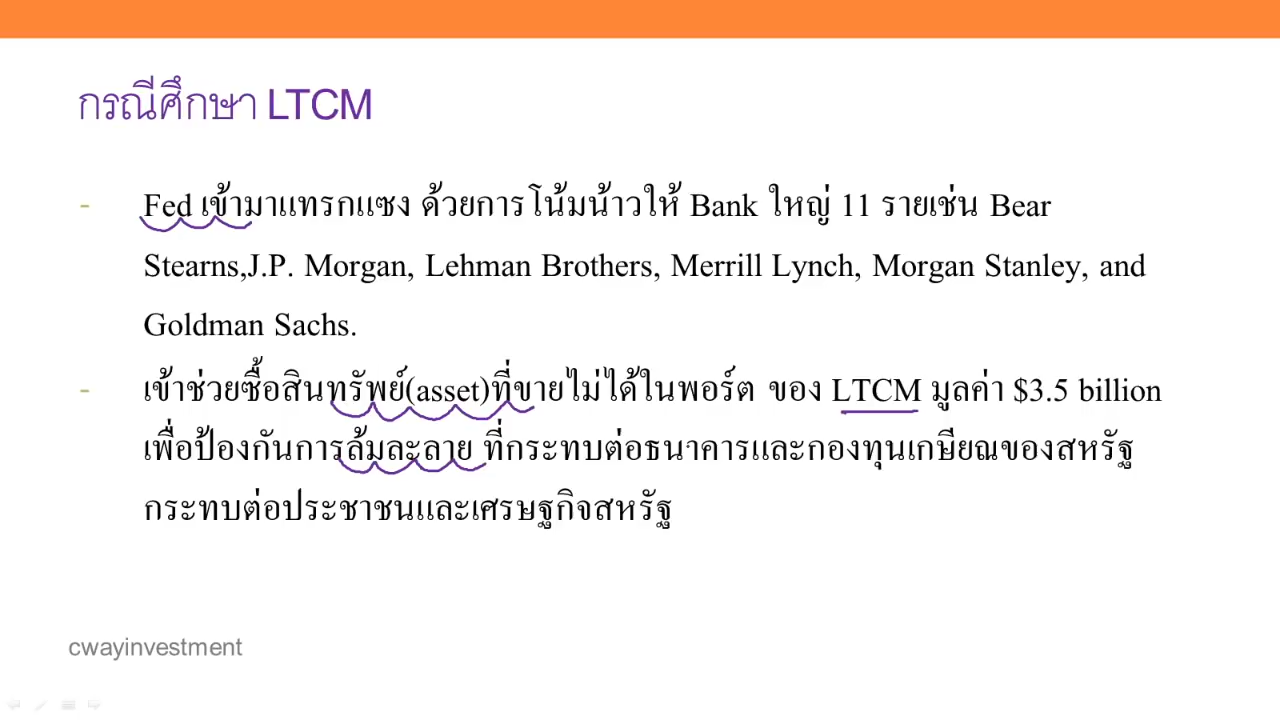 กรณีศึกษา LTCM
- Fed เข้ามาแทรกแซง ด้วยการโน้มน้าวให้ Bank ใหญ่ 11 รายเช่น Bear
Stearns,J.P. Morgan, Lehman Brothers, Merrill Lynch, Morgan Stanley, and
Goldman Sachs.
- เข้าช่วยซื้อสินทรัพย์(asset)ที่ขายไม่ได้ในพอร์ต ของ LTCM มูลค่า $3.5 billion
เพื่อป้องกันการล้มละลาย ที่กระทบต่อธนาคารและกองทุนเกษียณของสหรัฐ
กระทบต่อประชาชนและเศรษฐกิจสหรัฐ
cwayinvestment